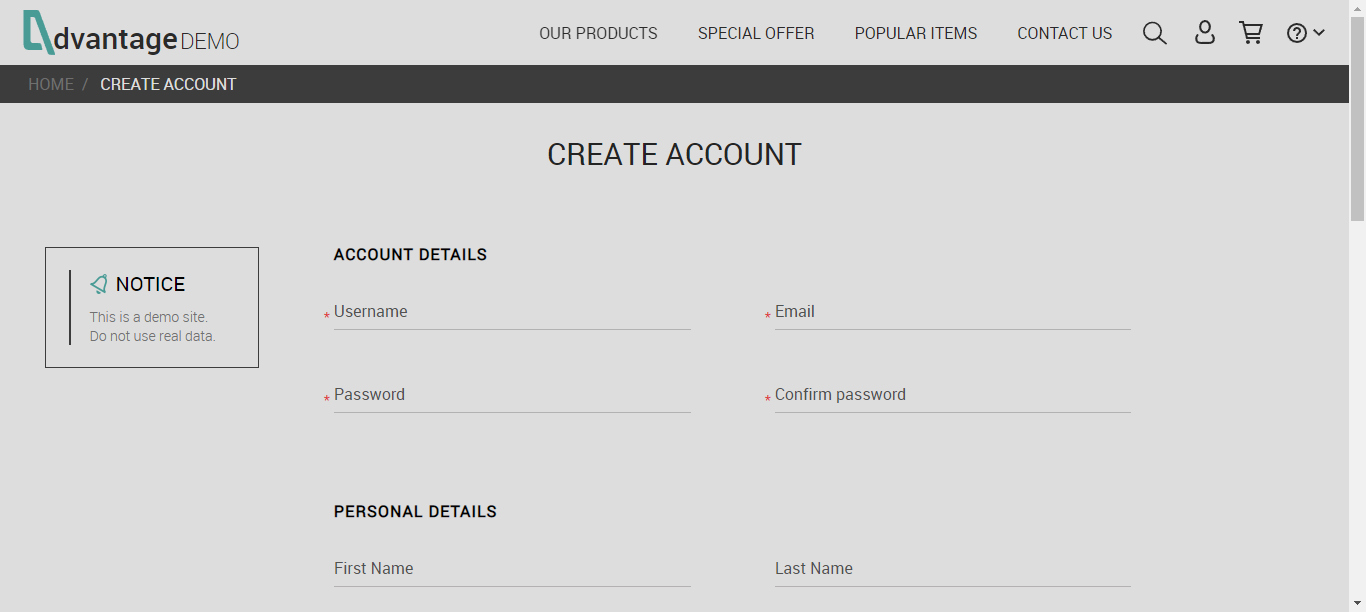 dvantage DEMO
OUR PRODUCTS SPECIAL OFFER POPULAR ITEMS CONTACT US
HOME / CREATE ACCOUNT
CREATE ACCOUNT
NOTICE
This is a demo site.
Do not use real data.
ACCOUNT DETAILS
* Username
* Email
* Password
* Confirm password
PERSONAL DETAILS
First Name
Last Name